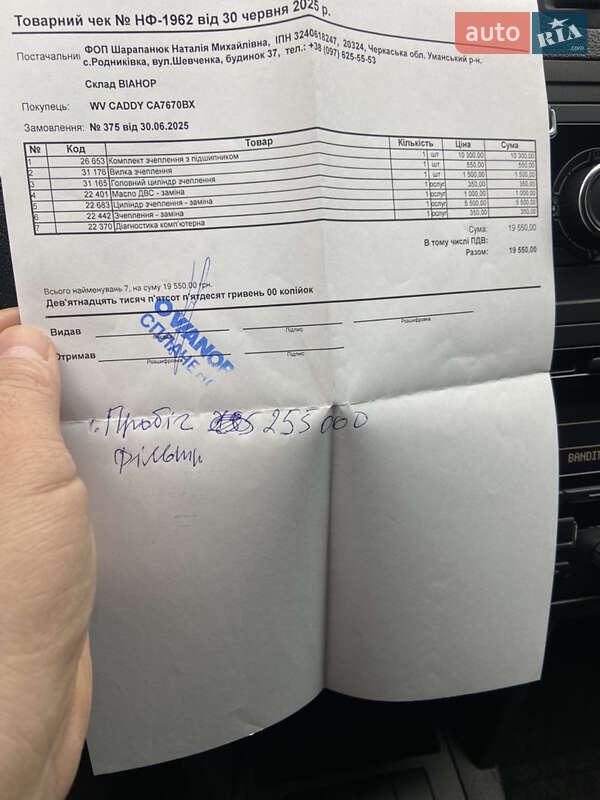 Товарний чек № НФ-1962 від 30 червня 2025 р.
auto RIA.com
Постачальник: ФОП Шарапанюк Наталія Михайлівна, ІПН 3240618247, 20324, Черкаська обл. Уманський р-н.
с.Родниківка, вул.Шевченка, будинок 37, тел.: +38 (097) 625-55-53
Склад ВІАНОР
Покупець: WV CADDY CA7670BX
Замовлення: № 375 від 30.06.2025
№ Код Товар Кількість Ціна Сума
1 26 653 Комплект зчеплення з підшипником 1 шт 10 300,00 10 300,00
2 31 176 Вилка зчеплення 1 шт 550,00 550,00
3 31 165 Головний циліндр зчеплення 1 шт 1 500,00 1 500,00
4 22 401 Масло ДВС - заміна 1 послуг 350,00 350,00
5 22 683 Циліндр зчеплення - заміна 1 послуг 1 000,00 1 000,00
6 22 442 Зчеплення - заміна 1 послуг 5 500,00 5 500,00
7 22 370 Діагностика комп'ютерна 1 послуг 350,00 350,00
Сума: 19 550,00
В тому числі ПДВ:
Разом: 19 550,00
Всього найменувань 7, на суму 19 550,00 грн.
Дев'ятнадцять тисяч п'ятсот п'ятдесят гривень 00 копійок
Видав Підпис Розшифровка
Отримав Розшифровка Підпис
OVIANOR
СПЛАЧЕНО
Пробіг 255000
Фільтри
BANDIT